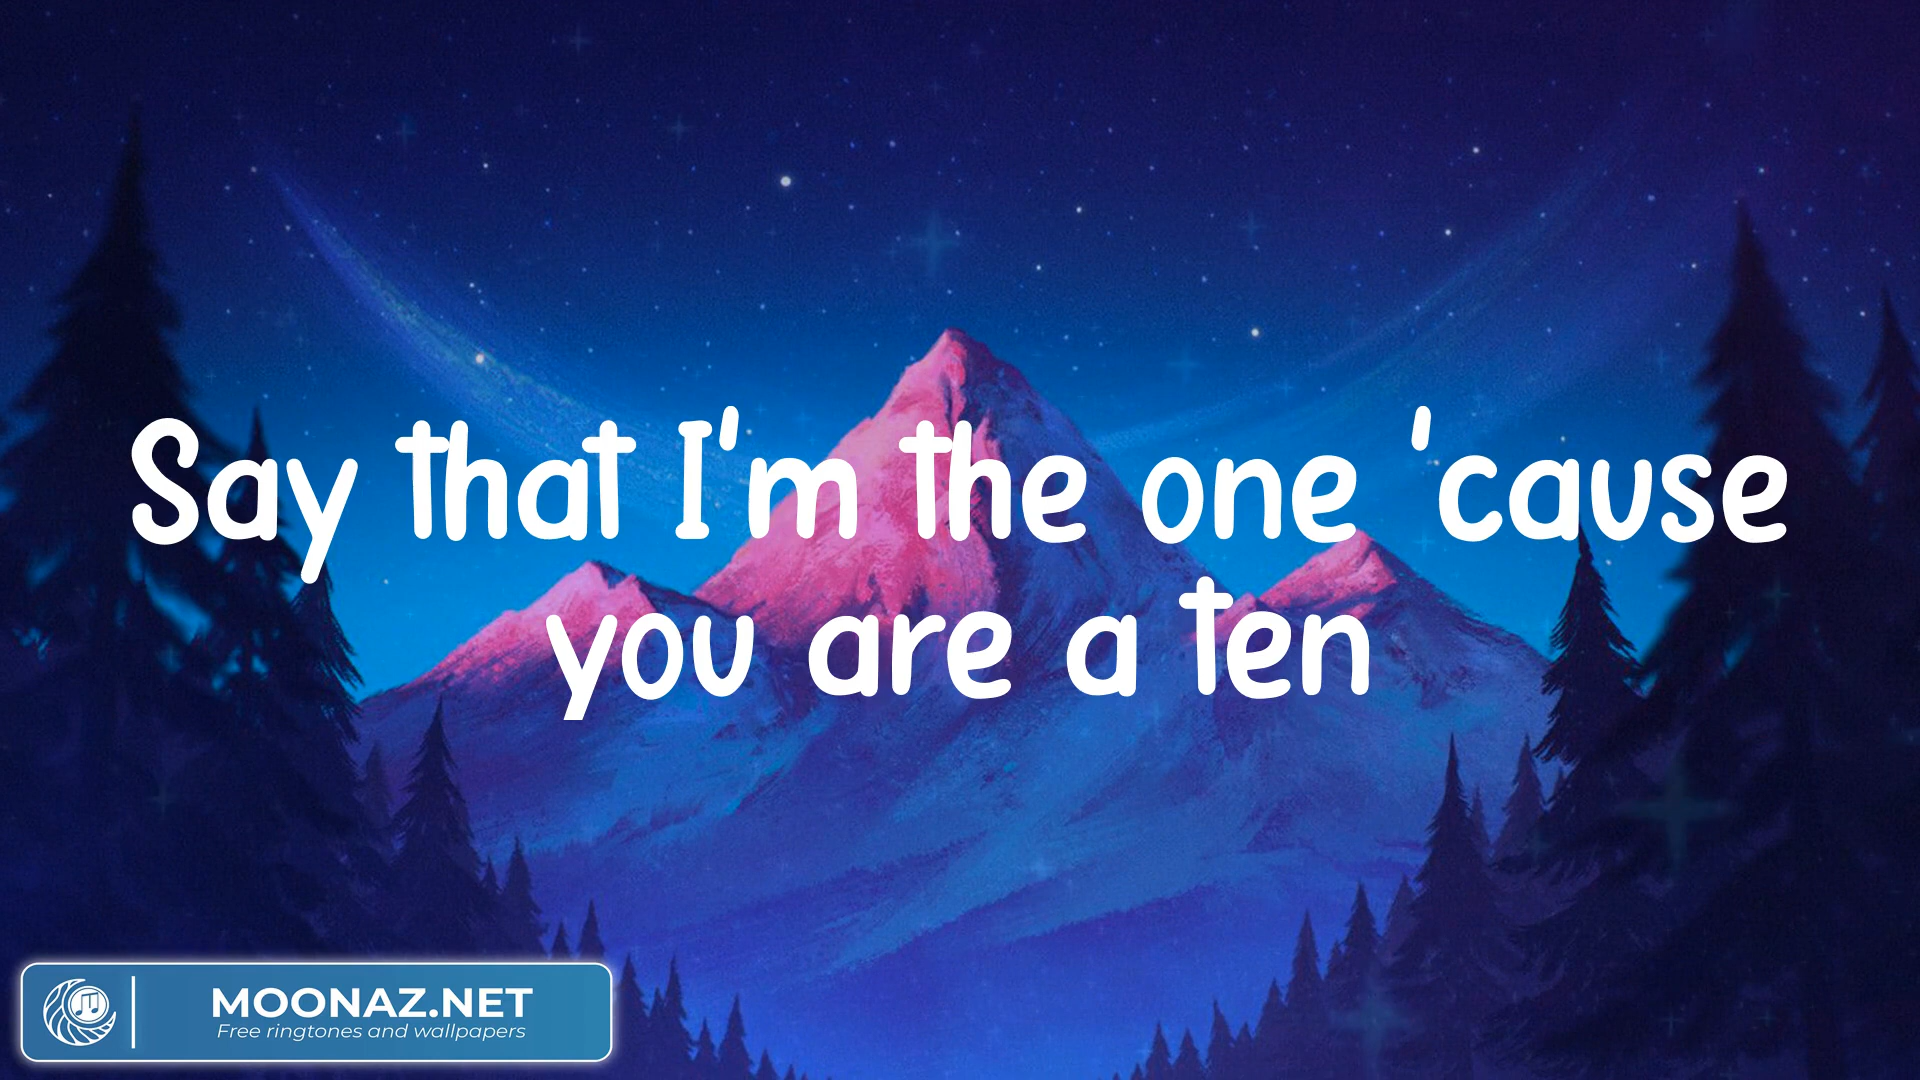 Say that I'm the one 'cause
you are a ten
MOONAZ.NET
Free ringtones and wallpapers